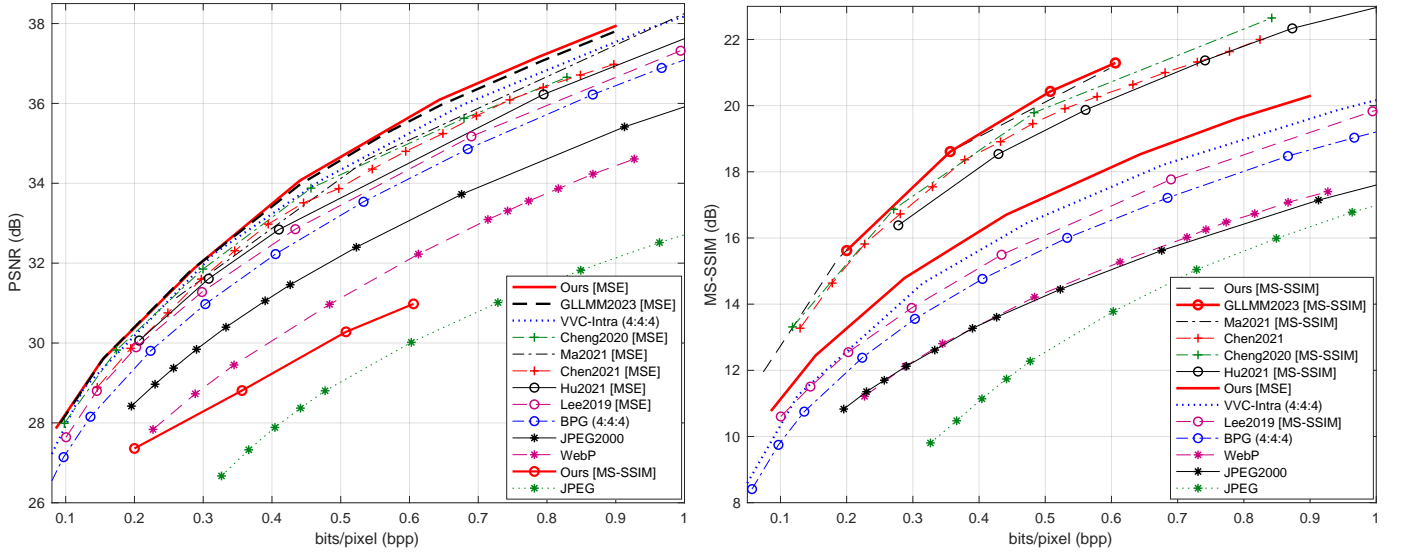 38
36
34
32
30
28
26
PSNR (dB)
0.1 0.2 0.3 0.4 0.5 0.6 0.7 0.8 0.9 1
bits/pixel (bpp)
Ours [MSE]
GLLMM2023 [MSE]
VVC-Intra (4:4:4)
Cheng2020 [MSE]
Ma2021 [MSE]
Chen2021 [MSE]
Hu2021 [MSE]
Lee2019 [MSE]
BPG (4:4:4)
JPEG2000
WebP
Ours [MS-SSIM]
JPEG
22
20
18
16
14
12
10
8
MS-SSIM (dB)
0.1 0.2 0.3 0.4 0.5 0.6 0.7 0.8 0.9 1
bits/pixel (bpp)
Ours [MS-SSIM]
GLLMM2023 [MS-SSIM]
Ma2021 [MS-SSIM]
Chen2021
Cheng2020 [MS-SSIM]
Hu2021 [MS-SSIM]
Ours [MSE]
VVC-Intra (4:4:4)
Lee2019 [MS-SSIM]
BPG (4:4:4)
WebP
JPEG2000
JPEG